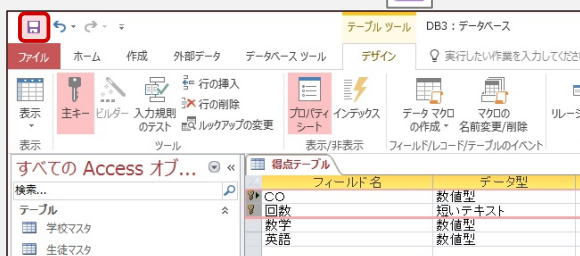 テーブル ツール DB3：データベース
ファイル ホーム 作成 外部データ データベース ツール デザイン 実行したい作業を入力してくださ
表示 主キー ビルダー 入力規則のテスト 行の挿入 行の削除 ルックアップの変更 プロパティ シート インデックス データ マクロの作成 マクロの名前変更/削除 リレーシ
表示 ツール 表示/非表示 フィールド/レコード/テーブルのイベント
すべての Access オブ... « 得点テーブル
フィールド名 データ型
検索... CO 数値型
回数 短いテキスト
テーブル 数学 数値型
学校マスタ 英語 数値型
生徒マスタ